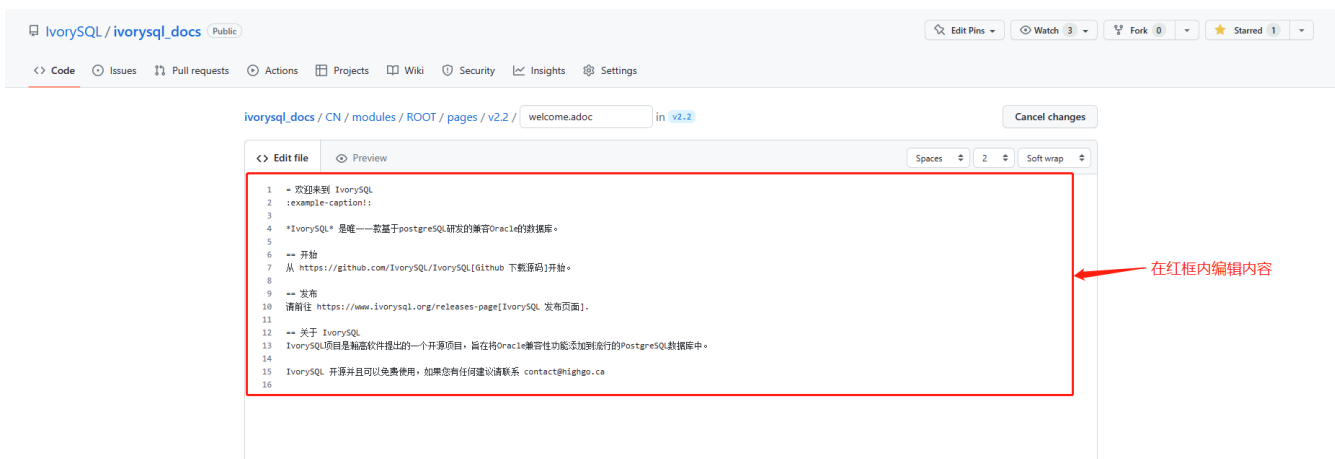 IvorySQL / ivorysql_docs Public
Edit Pins Watch 3 Fork 0 Starred 1
Code Issues Pull requests Actions Projects Wiki Security Insights Settings
ivorysql_docs / CN / modules / ROOT / pages / v2.2 / welcome.adoc in v2.2 Cancel changes
Edit file Preview Spaces 2 Soft wrap
1 = 欢迎来到 IvorySQL
2 :example-caption!:
3
4 *IvorySQL* 是唯一一款基于postgreSQL研发的兼容Oracle的数据库。
5
6 == 开始
7 从 https://github.com/IvorySQL/IvorySQL[Github 下载源码]开始。
8
9 == 发布
10 请前往 https://www.ivorysql.org/releases-page[IvorySQL 发布页面].
11
12 == 关于 IvorySQL
13 IvorySQL项目是瀚高软件提出的一个开源项目，旨在将Oracle兼容性功能添加到流行的PostgreSQL数据库中。
14
15 IvorySQL 开源并且可以免费使用，如果您有任何建议请联系 contact@highgo.ca
16
在红框内编辑内容